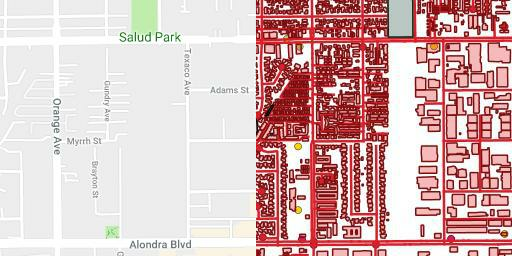 Salud Park
Texaco Ave
Adams St
Gundry Ave
Orange Ave
Myrrh St
Brayton St
Alondra Blvd